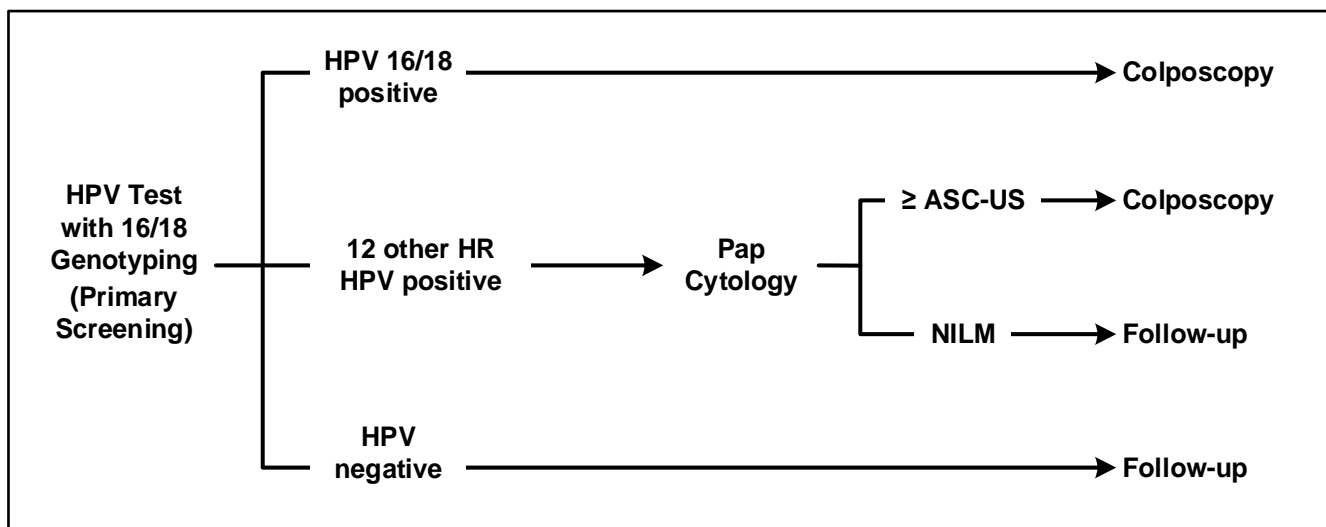 HPV Test
with 16/18
Genotyping
(Primary
Screening)
HPV 16/18
positive
Colposcopy
12 other HR
HPV positive
Pap
Cytology
≥ ASC-US
Colposcopy
NILM
Follow-up
HPV
negative
Follow-up